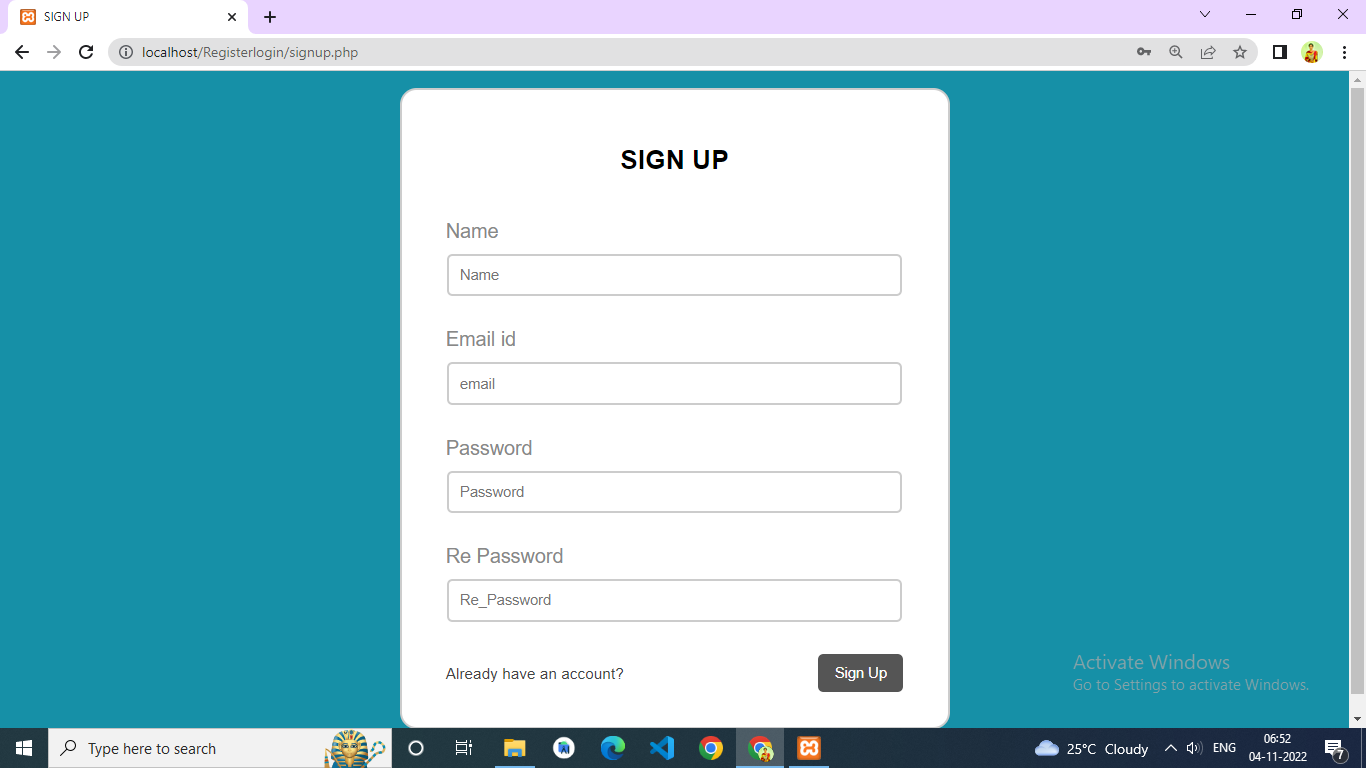 SIGN UP
localhost/Registerlogin/signup.php
SIGN UP
Name
Name
Email id
email
Password
Password
Re Password
Re_Password
Already have an account?
Sign Up
Activate Windows
Go to Settings to activate Windows.
Type here to search
25°C Cloudy
ENG
06:52
04-11-2022
7